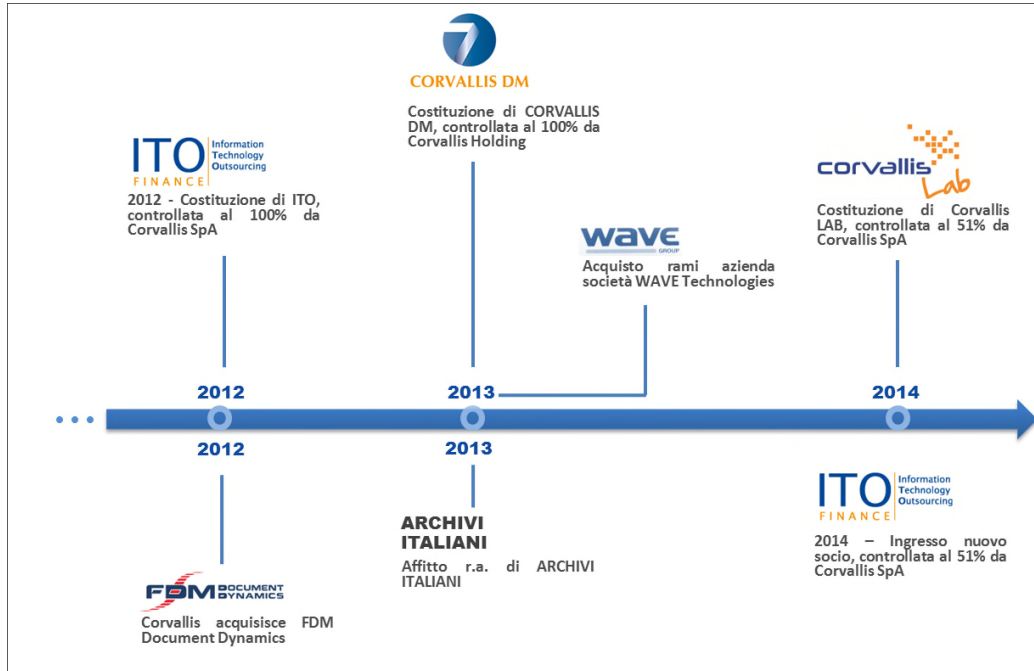 CORVALLIS DM
Costituzione di CORVALLIS
DM, controllata al 100% da
Corvallis Holding
ITO
FINANCE
Information
Technology
Outsourcing
2012 - Costituzione di ITO,
controllata al 100% da
Corvallis SpA
corvallis
Lab
Costituzione di Corvallis
LAB, controllata al 51% da
Corvallis SpA
wave
GROUP
Acquisto rami azienda
società WAVE Technologies
2012
2013
2014
2012
2013
ARCHIVI
ITALIANI
Affitto r.a. di ARCHIVI
ITALIANI
ITO
FINANCE
Information
Technology
Outsourcing
2014 – Ingresso nuovo
socio, controllata al 51% da
Corvallis SpA
FDM DOCUMENT
DYNAMICS
Corvallis acquisisce FDM
Document Dynamics